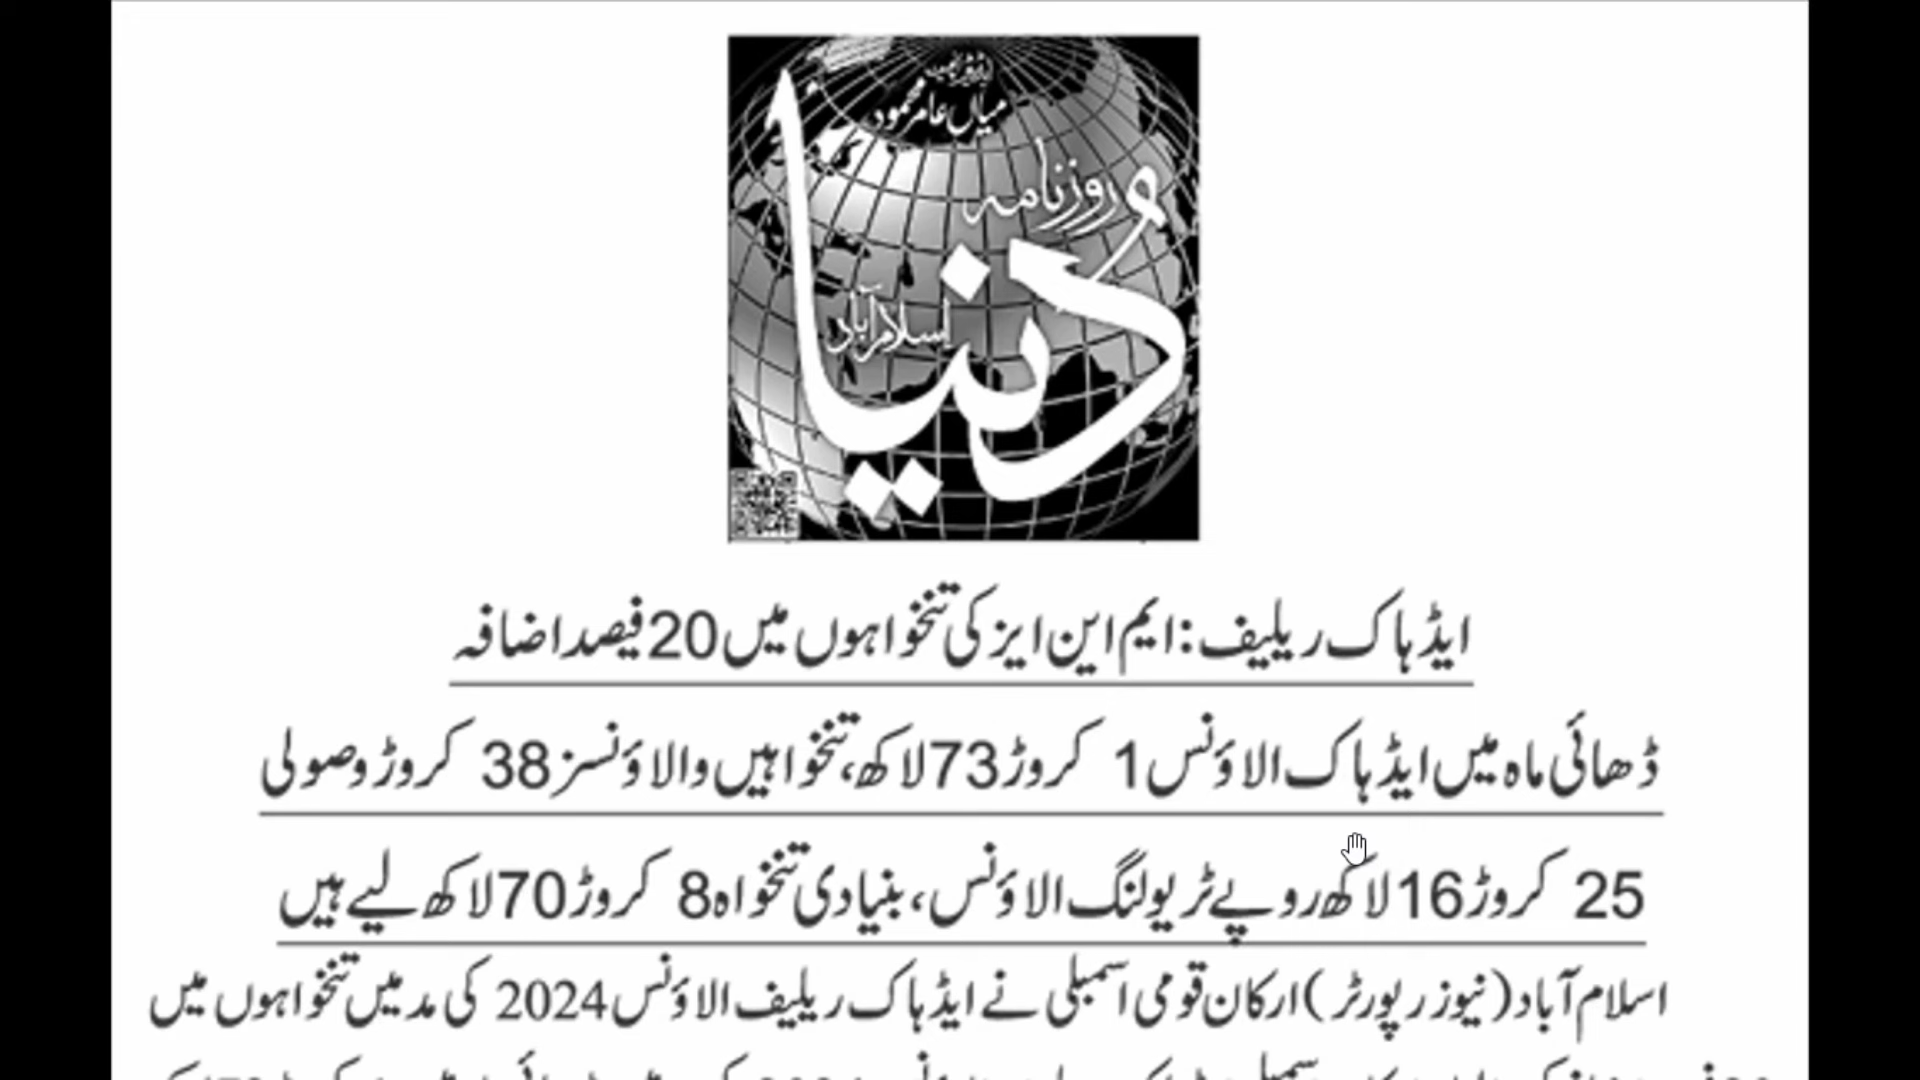 میاں عامر محمود
روزنامہ
دُنیا
اسلام آباد
ایڈہاک ریلیف: ایم این ایز کی تنخواہوں میں 20 فیصد اضافہ
ڈھائی ماہ میں ایڈہاک الاؤنس 1 کروڑ 73 لاکھ، تنخواہیں و الاؤنسز 38 کروڑ وصولی
25 کروڑ 16 لاکھ روپے ٹریولنگ الاؤنس، بنیادی تنخواہ 8 کروڑ 70 لاکھ لیے ہیں
اسلام آباد (نیوز رپورٹر) ارکان قومی اسمبلی نے ایڈہاک ریلیف الاؤنس 2024 کی مد میں تنخواہوں میں